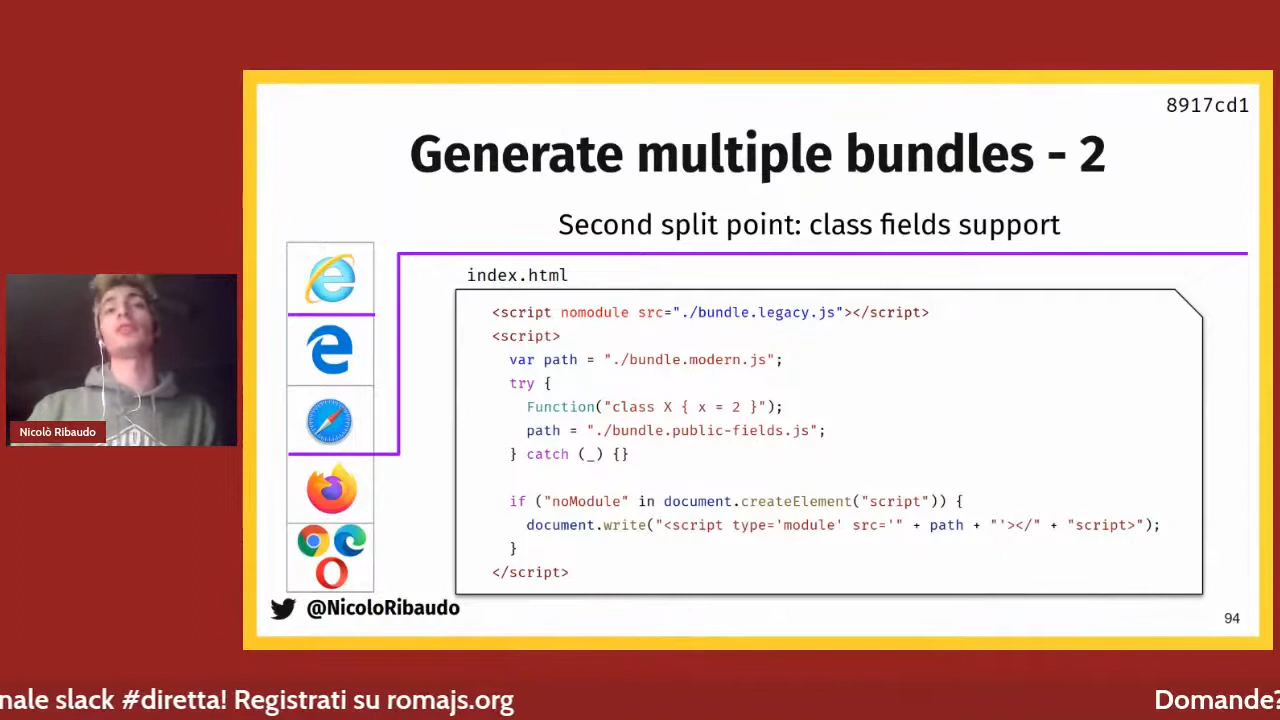 8917cd1
Generate multiple bundles - 2
Second split point: class fields support
index.html
<script nomodule src="./bundle.legacy.js"></script>
<script>
var path = "./bundle.modern.js";
try {
Function("class X { x = 2 }");
path = "./bundle.public-fields.js";
} catch (_) {}
if ("noModule" in document.createElement("script")) {
document.write("<script type='module' src='" + path + "'></" + "script>");
}
</script>
Nicolò Ribaudo
@NicoloRibaudo
94
nale slack #diretta! Registrati su romajs.org
Domande?